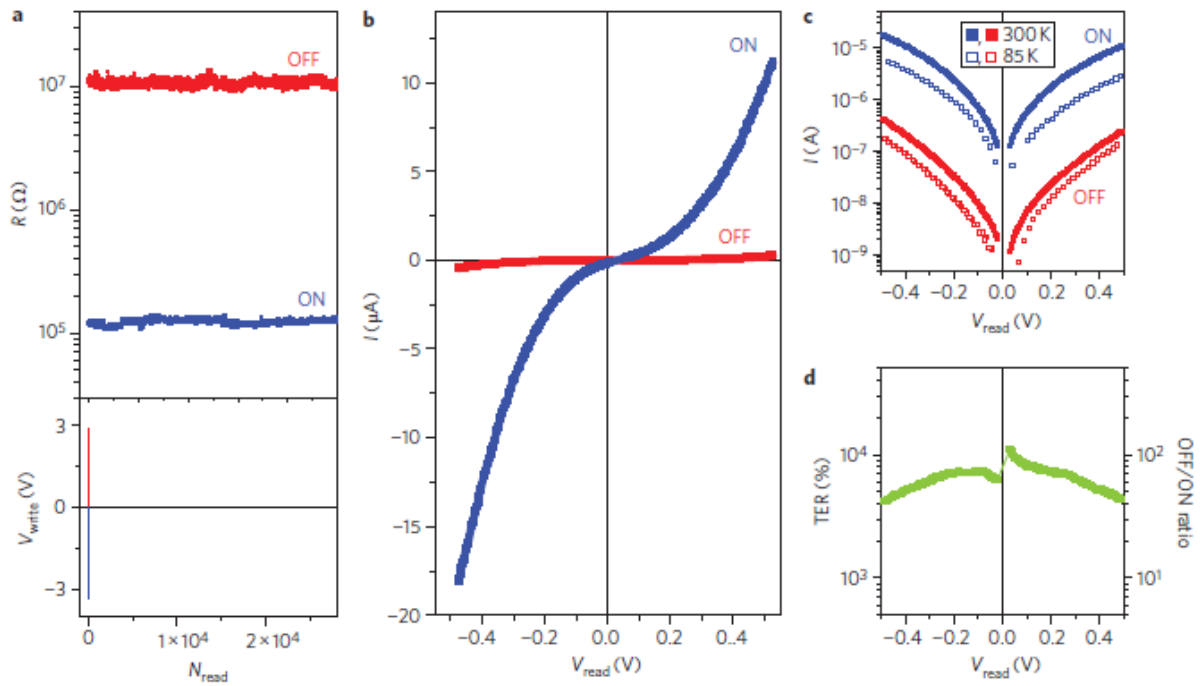 a
OFF
ON
10⁷
10⁶
10⁵
R (Ω)
3
0
−3
V_write (V)
0
1×10⁴
2×10⁴
N_read
b
ON
OFF
10
5
0
−5
−10
−15
−20
I (μA)
−0.4
−0.2
0.0
0.2
0..4
V_read (V)
c
300 K
85 K
ON
OFF
10⁻⁵
10⁻⁶
10⁻⁷
10⁻⁸
10⁻⁹
I (A)
−0.4
−0.2
0.0
0.2
0.4
V_read (V)
d
10⁴
10³
TER (%)
10²
10¹
OFF/ON ratio
−0.4
−0.2
0.0
0.2
0.4
V_read (V)